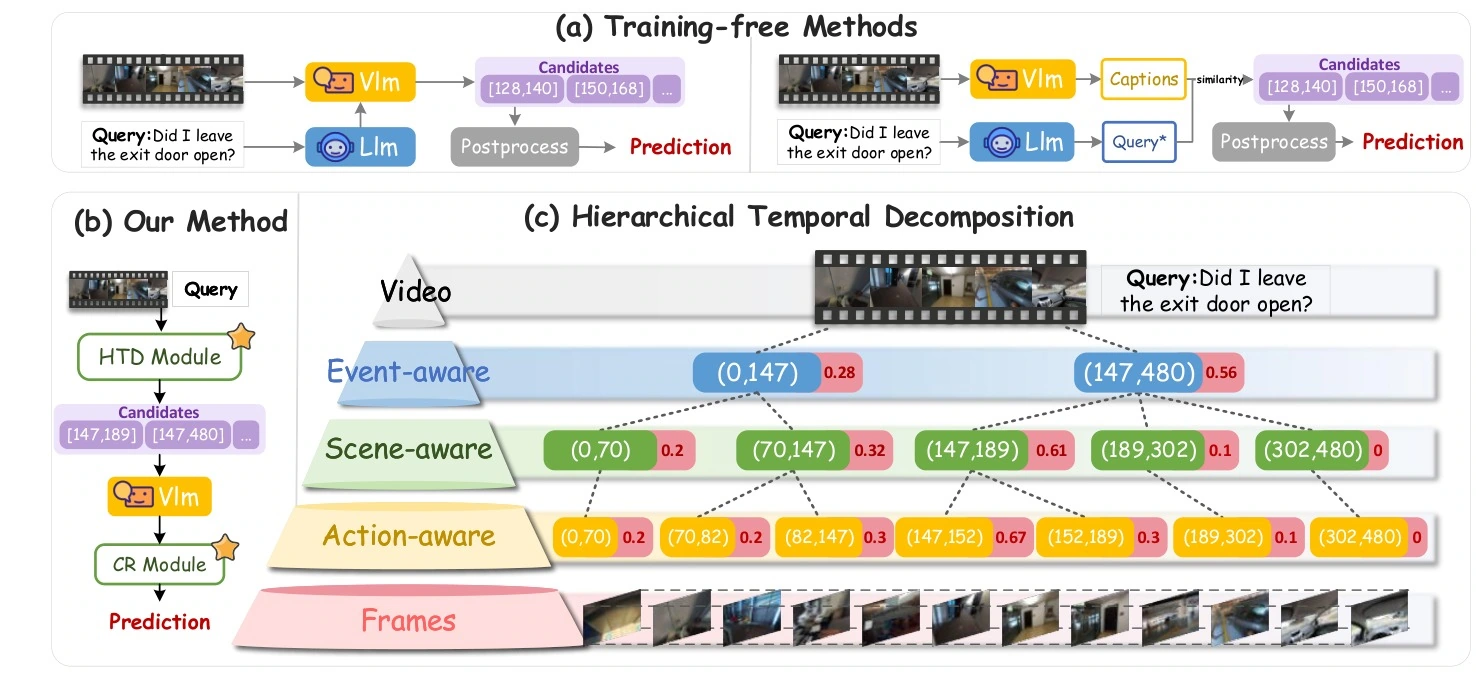 (a) Training-free Methods
Query:Did I leave
the exit door open?
Vlm
Llm
Candidates
[128,140] [150,168] ...
Postprocess
Prediction
Query:Did I leave
the exit door open?
Vlm
Llm
Captions
Query*
similarity
Candidates
[128,140] [150,168] ...
Postprocess
Prediction
(b) Our Method
Query
HTD Module
Candidates
[147,189] [147,480] ...
Vlm
CR Module
Prediction
(c) Hierarchical Temporal Decomposition
Video
Query:Did I leave
the exit door open?
Event-aware
(0,147) 0.28 (147,480) 0.56
Scene-aware
(0,70) 0.2 (70,147) 0.32 (147,189) 0.61 (189,302) 0.1 (302,480) 0
Action-aware
(0,70) 0.2 (70,82) 0.2 (82,147) 0.3 (147,152) 0.67 (152,189) 0.3 (189,302) 0.1 (302,480) 0
Frames